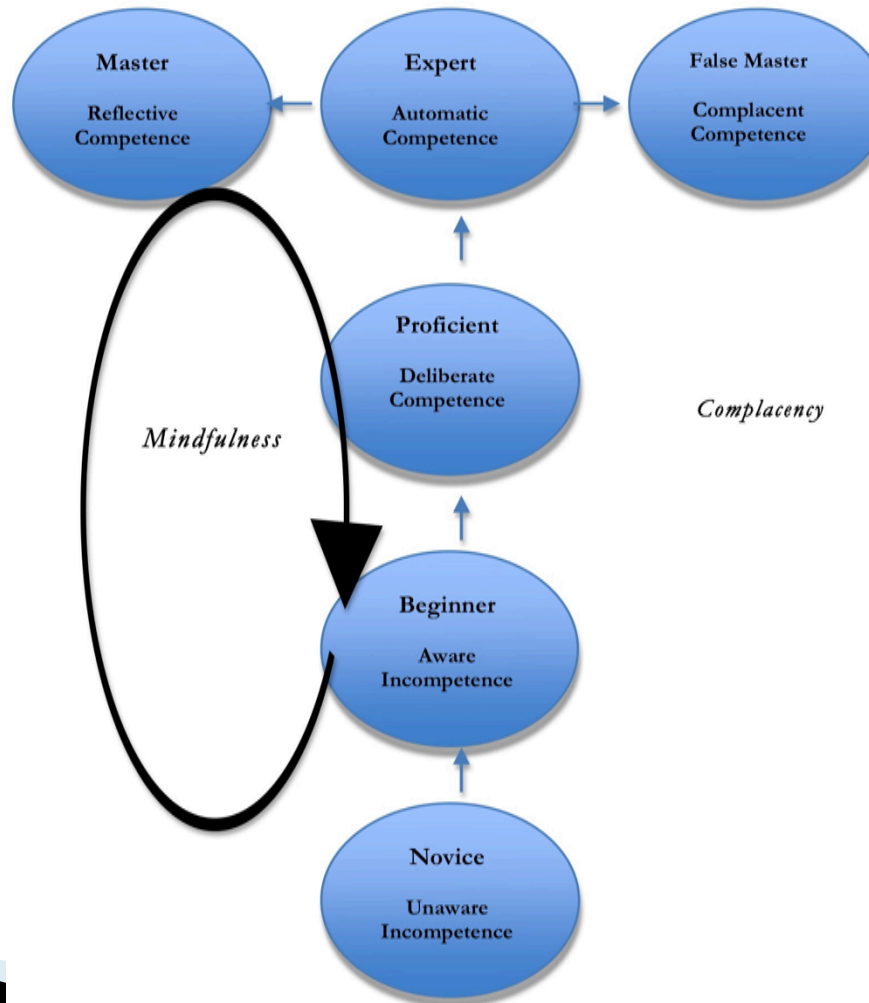 Master
Reflective
Competence
Expert
Automatic
Competence
False Master
Complacent
Competence
Proficient
Deliberate
Competence
Mindfulness
Complacency
Beginner
Aware
Incompetence
Novice
Unaware
Incompetence